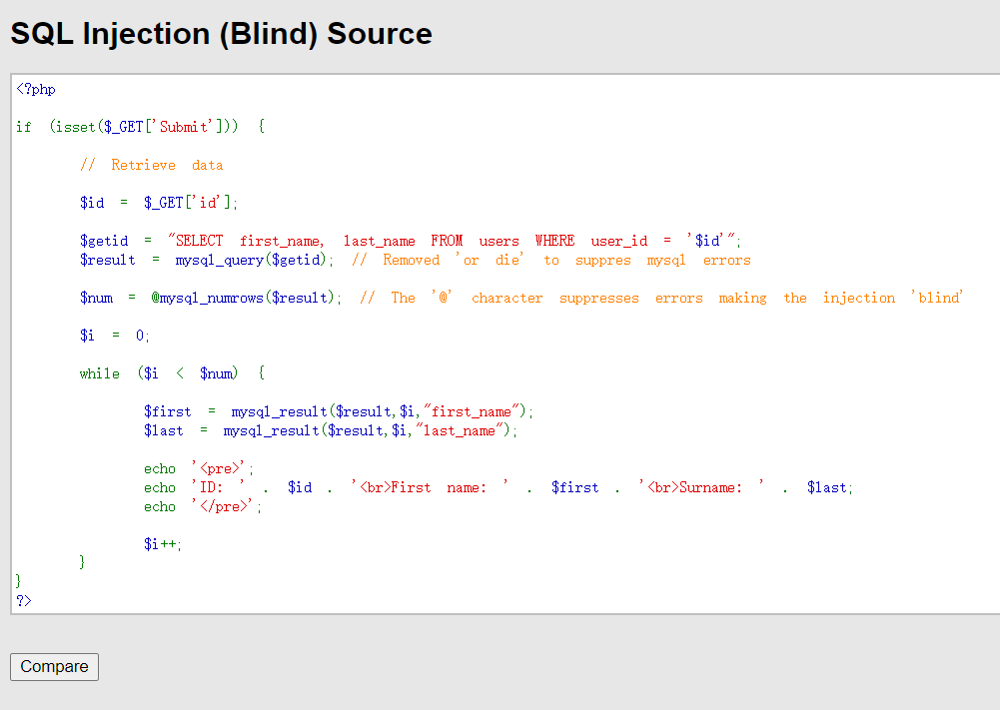 SQL Injection (Blind) Source
<?php
if (isset($_GET['Submit'])) {
// Retrieve data
$id = $_GET['id'];
$getid = "SELECT first_name, last_name FROM users WHERE user_id = '$id'";
$result = mysql_query($getid); // Removed 'or die' to suppres mysql errors
$num = @mysql_numrows($result); // The '@' character suppresses errors making the injection 'blind'
$i = 0;
while ($i < $num) {
$first = mysql_result($result,$i,"first_name");
$last = mysql_result($result,$i,"last_name");
echo '<pre>';
echo 'ID: ' . $id . '<br>First name: ' . $first . '<br>Surname: ' . $last;
echo '</pre>';
$i++;
}
}
?>
Compare